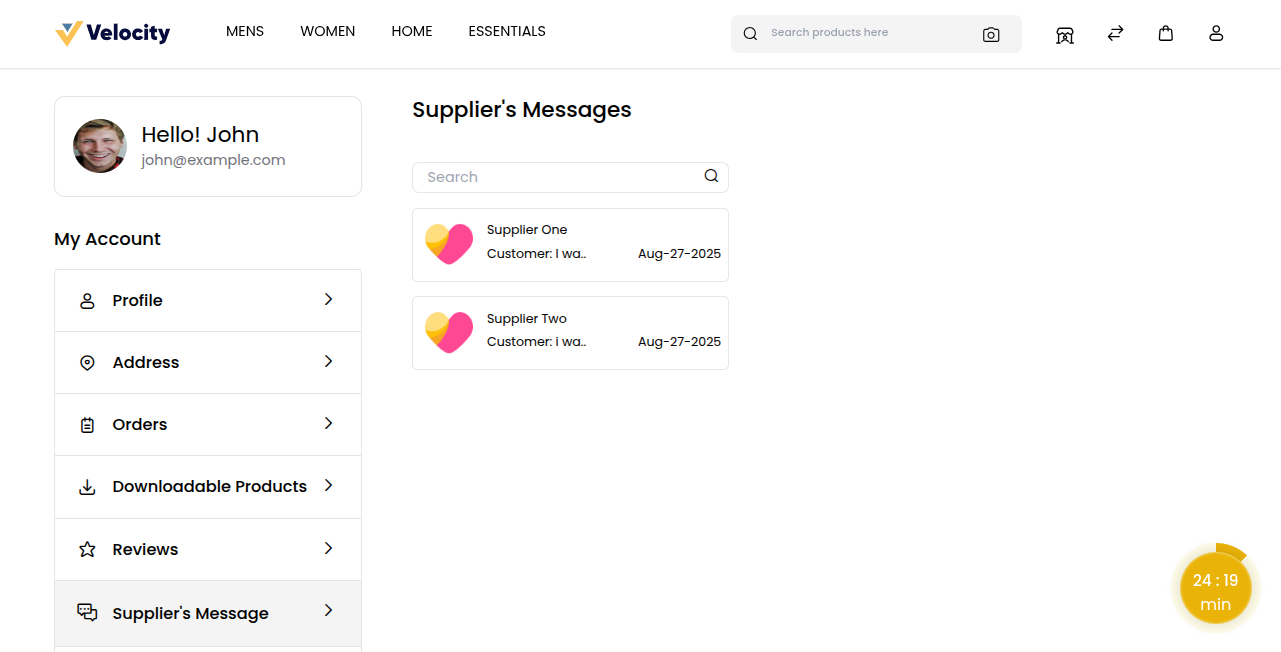 Velocity
MENS WOMEN HOME ESSENTIALS
Search products here
Hello! John
john@example.com
My Account
Profile
Address
Orders
Downloadable Products
Reviews
Supplier's Message
Supplier's Messages
Search
Supplier One
Customer: I wa.. Aug-27-2025
Supplier Two
Customer: i wa.. Aug-27-2025
24 : 19
min